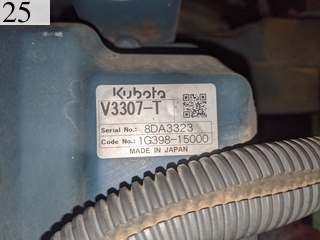 25
Kubota
V3307-T
Serial No.: 8DA3323
Code No.: 1G398-15000
MADE IN JAPAN